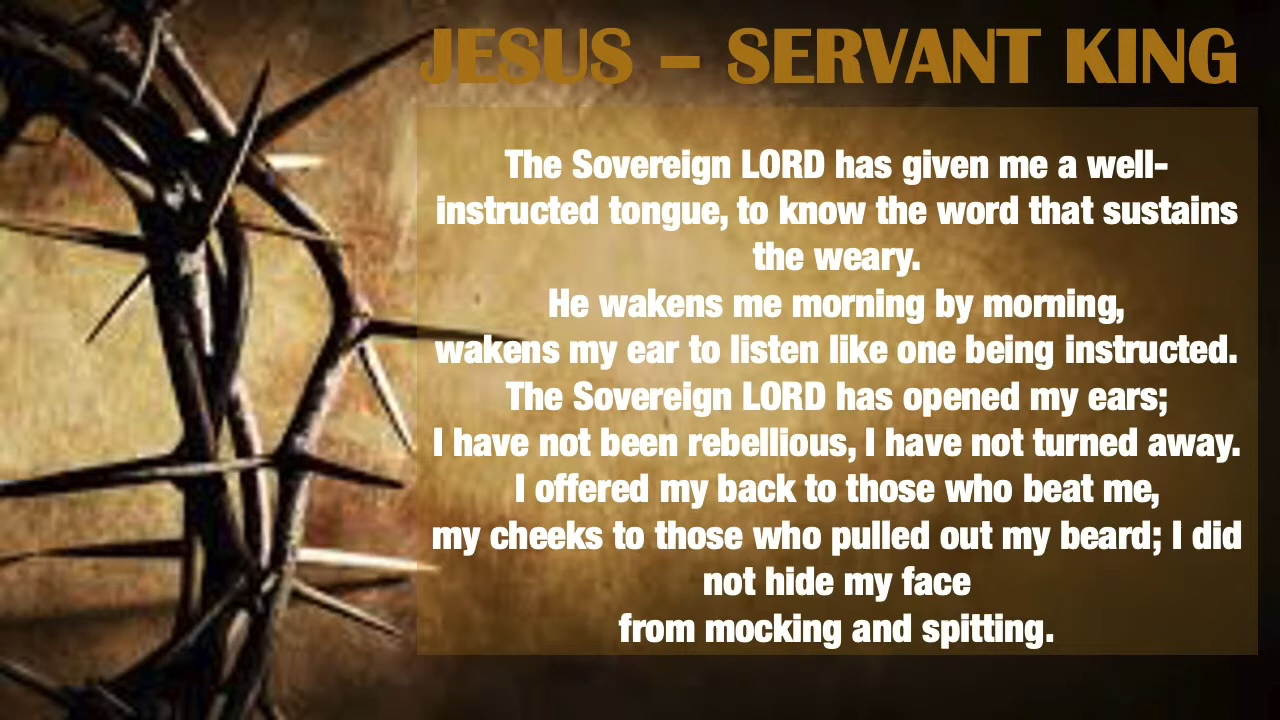 JESUS – SERVANT KING
The Sovereign LORD has given me a well-
instructed tongue, to know the word that sustains
the weary.
He wakens me morning by morning,
wakens my ear to listen like one being instructed.
The Sovereign LORD has opened my ears;
I have not been rebellious, I have not turned away.
I offered my back to those who beat me,
my cheeks to those who pulled out my beard; I did
not hide my face
from mocking and spitting.